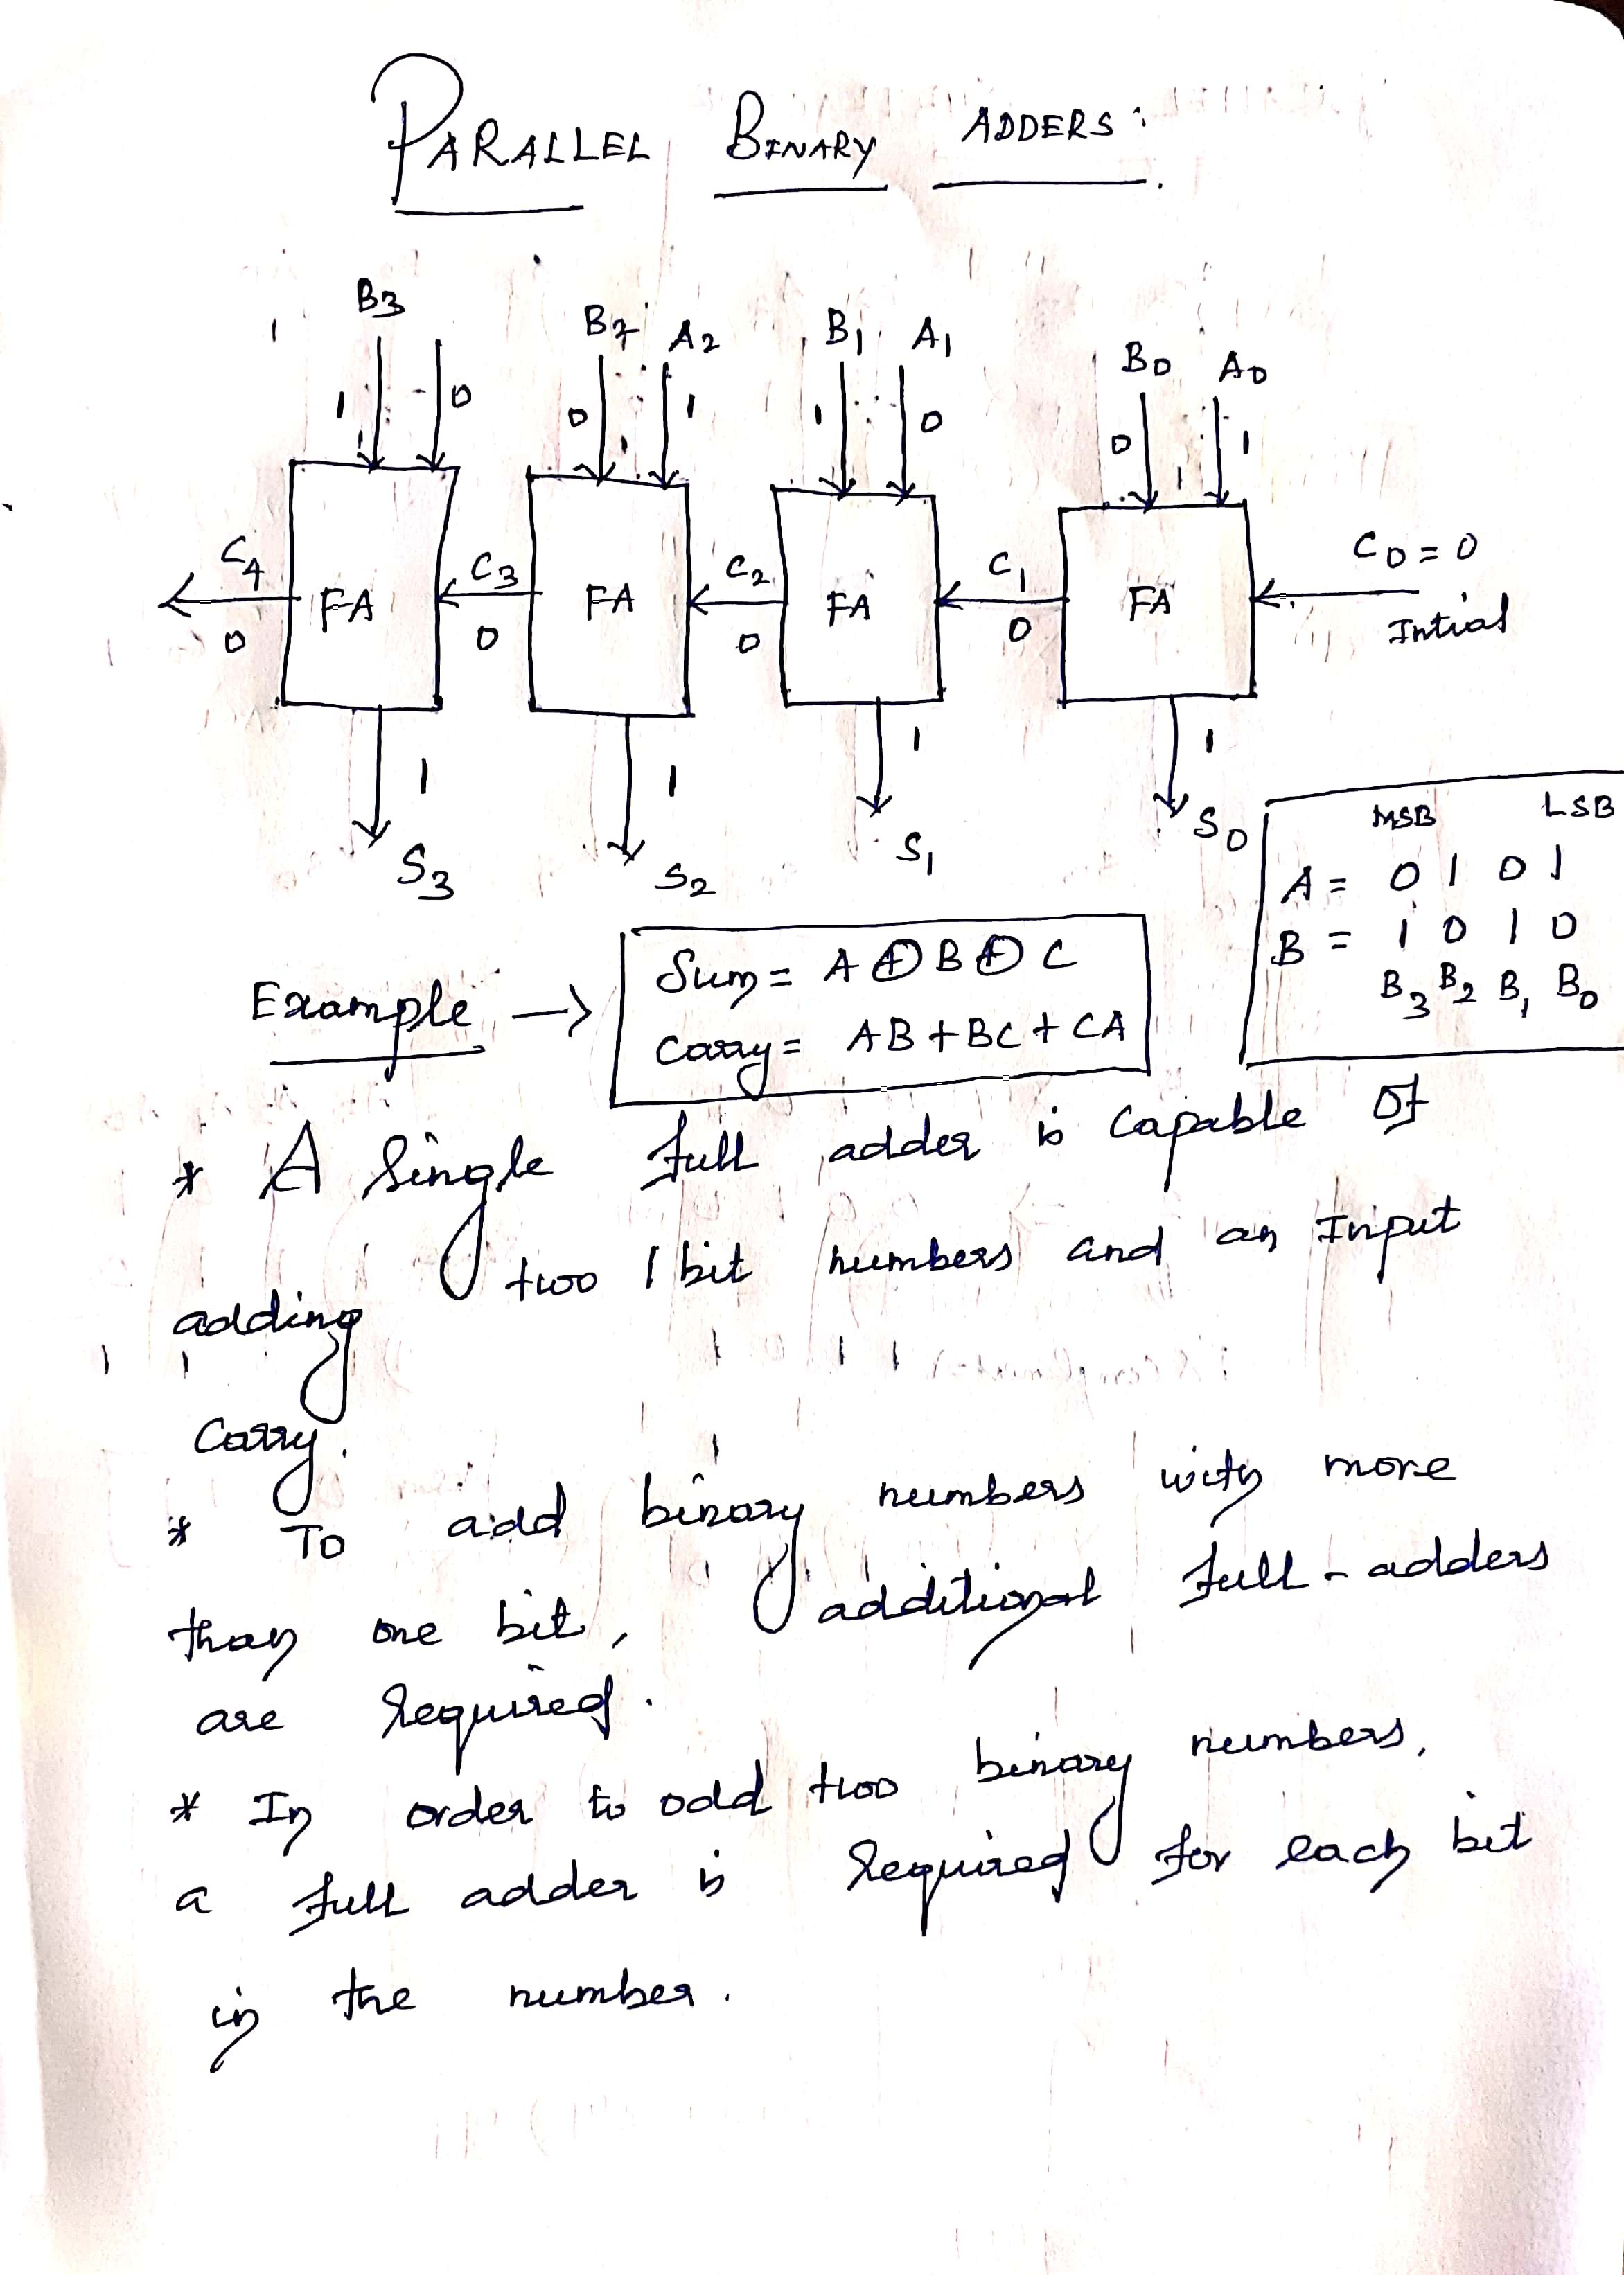 PARALLEL BINARY ADDERS:
B3
B2 A2 B1 A1 B0 A0
1 0 0 1 1 0 0 1
C4 FA C3 FA C2 FA C1 FA C0 = 0
0 0 0 0 Intial
1 1 1 1
S3 S2 S1 S0
MSB LSB
A = 0 1 0 1
B = 1 0 1 0
B3 B2 B1 B0
Example → Sum = A ⊕ B ⊕ C
Carry = AB + BC + CA
* A Single full adder is capable Of
adding two 1 bit numbers and an Input
Carry.
* To add binary numbers with more
than one bit, additional full-adders
are Required.
* In order to odd two binary numbers,
a full adder is Required for each bit
in the number.